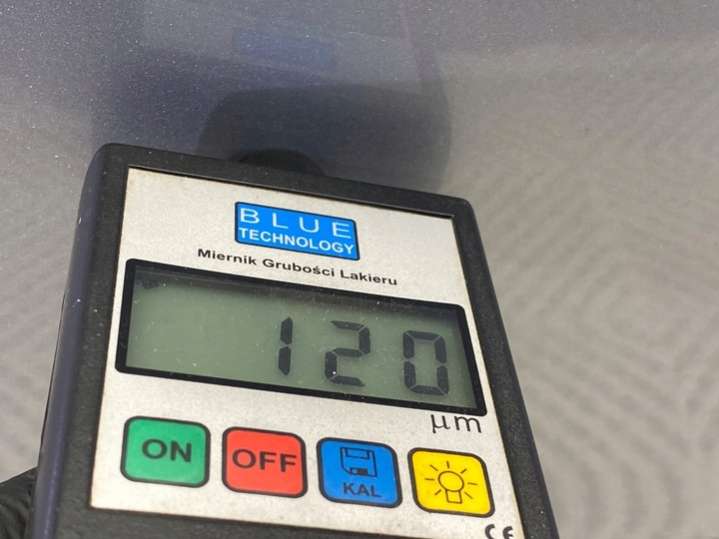 BLUE
TECHNOLOGY
Miernik Grubości Lakieru
120
μm
ON OFF KAL
CE